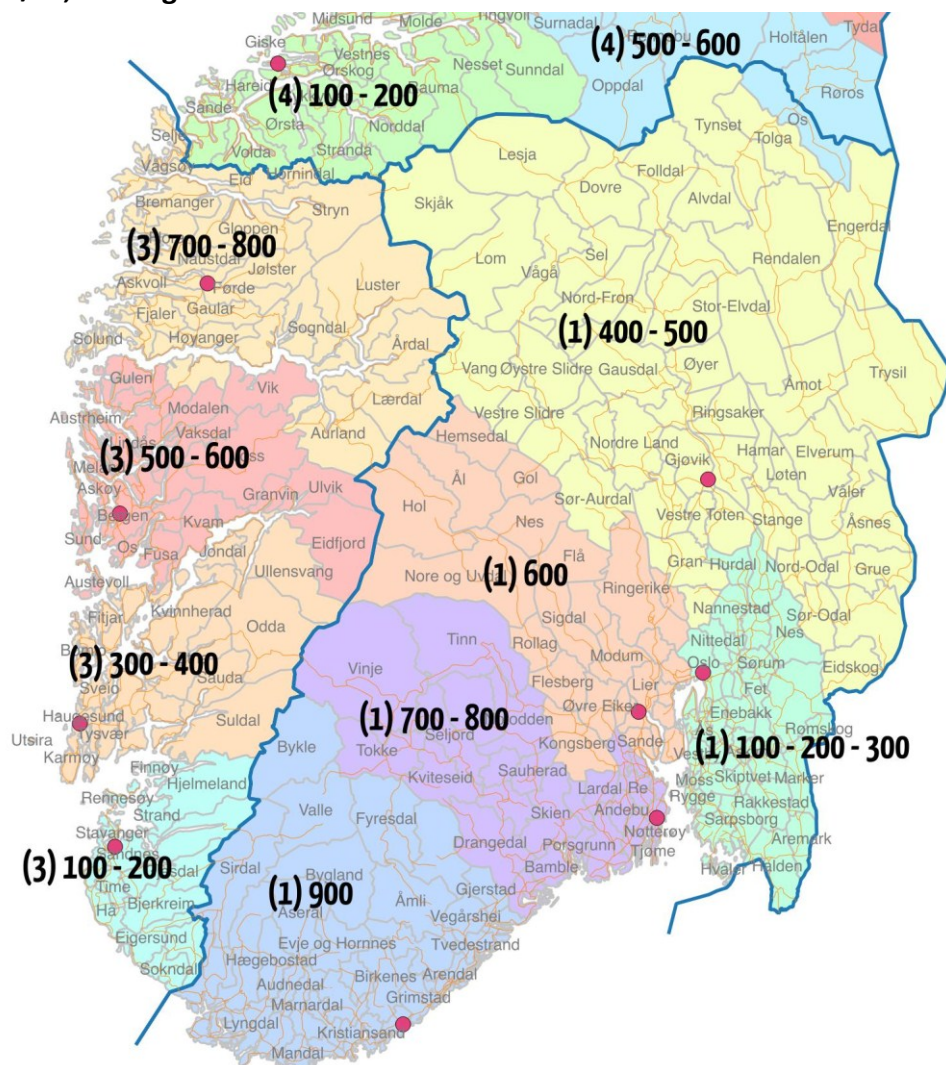 Midsund Molde Tingvoll Surnadal
(4) 500 - 600 Holtålen Tydal
Giske Vestnes
Ørskog Nesset Sunndal Oppdal Røros
Hareid (4) 100 - 200 Rauma
Sande Ørsta Norddal Tynset Os
Volda Stranda Tolga
Selje Hornindal Lesja Folldal
Vågsøy Eid Dovre Alvdal
Bremanger Stryn Skjåk Engerdal
Gloppen
(3) 700 - 800 Lom Sel Rendalen
Naustdal Jølster Vågå
Askvoll Førde Luster Nord-Fron Stor-Elvdal
Fjaler Gaular (1) 400 - 500
Solund Høyanger Sogndal Årdal
Gulen Vik Vang Øystre Slidre Gausdal Øyer Trysil
Modalen Lærdal Åmot
Austrheim Vestre Slidre Ringsaker
Lindås Vaksdal Aurland Hemsedal Nordre Land Hamar Elverum
(3) 500 - 600
Askøy Ulvik Ål Gol Gjøvik Løten
Granvin Hol Sør-Aurdal Våler
Bergen Kvam Nes Vestre Toten Stange Åsnes
Sund Os Fusa Jondal Eidfjord Flå
Austevoll Ullensvang Nore og Uvdal (1) 600 Gran Hurdal Nord-Odal Grue
Ringerike
Fitjar Kvinnherad Odda Sigdal Nannestad Sør-Odal
Tinn Rollag Nittedal Nes
(3) 300 - 400 Vinje Modum Oslo Sørum Eidskog
Sveio Sauda Flesberg Lier Fet
Haugesund Suldal (1) 700 - 800 Øvre Eiker Enebakk
Utsira Tysvær Seljord Rømskog
Karmøy Bykle Tokke Kongsberg Sande (1) 100 - 200 - 300
Finnøy Hjelmeland Kviteseid Sauherad Moss Skiptvet Marker
Rennesøy Valle Lardal Re Rygge Rakkestad
Strand Fyresdal Skien Andebu Sarpsborg
Stavanger Drangedal Porsgrunn Nøtterøy Aremark
Sandnes Sirdal Bamble Tjøme Hvaler Halden
(3) 100 - 200 Bygland Gjerstad
Time (1) 900 Åmli
Hå Bjerkreim Åseral Vegårshei
Eigersund Evje og Hornnes Tvedestrand
Sokndal Hægebostad Birkenes Arendal
Audnedal Grimstad
Marnardal
Lyngdal Kristiansand
Mandal